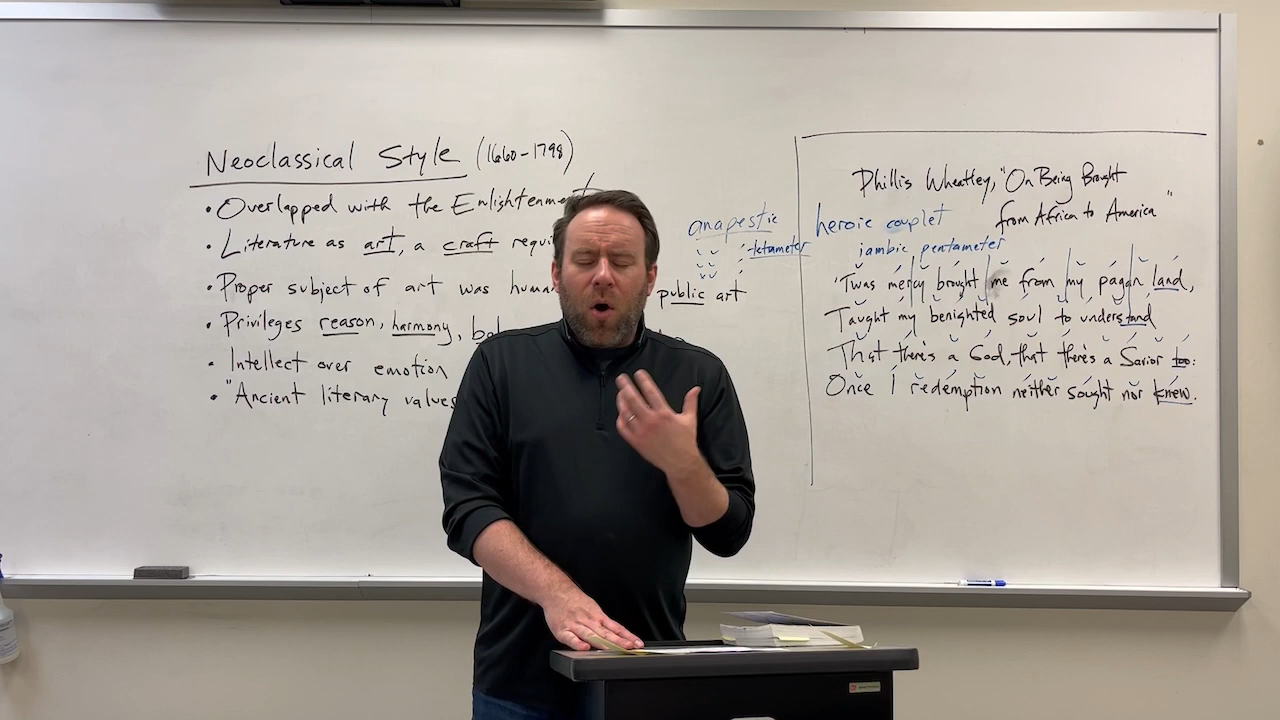 Neoclassical Style (1660-1798)
• Overlapped with the Enlightenment
• Literature as art, a craft requi
• Proper subject of art was human public art
• Privileges reason, harmony, bal
• Intellect over emotion
• "Ancient literary values
anapestic
tetrameter
heroic couplet
iambic pentameter
Phillis Wheatley, "On Being Brought
from Africa to America"
'Twas mercy brought me from my pagan land,
Taught my benighted soul to understand
That there's a God, that there's a Savior too:
Once I redemption neither sought nor knew.